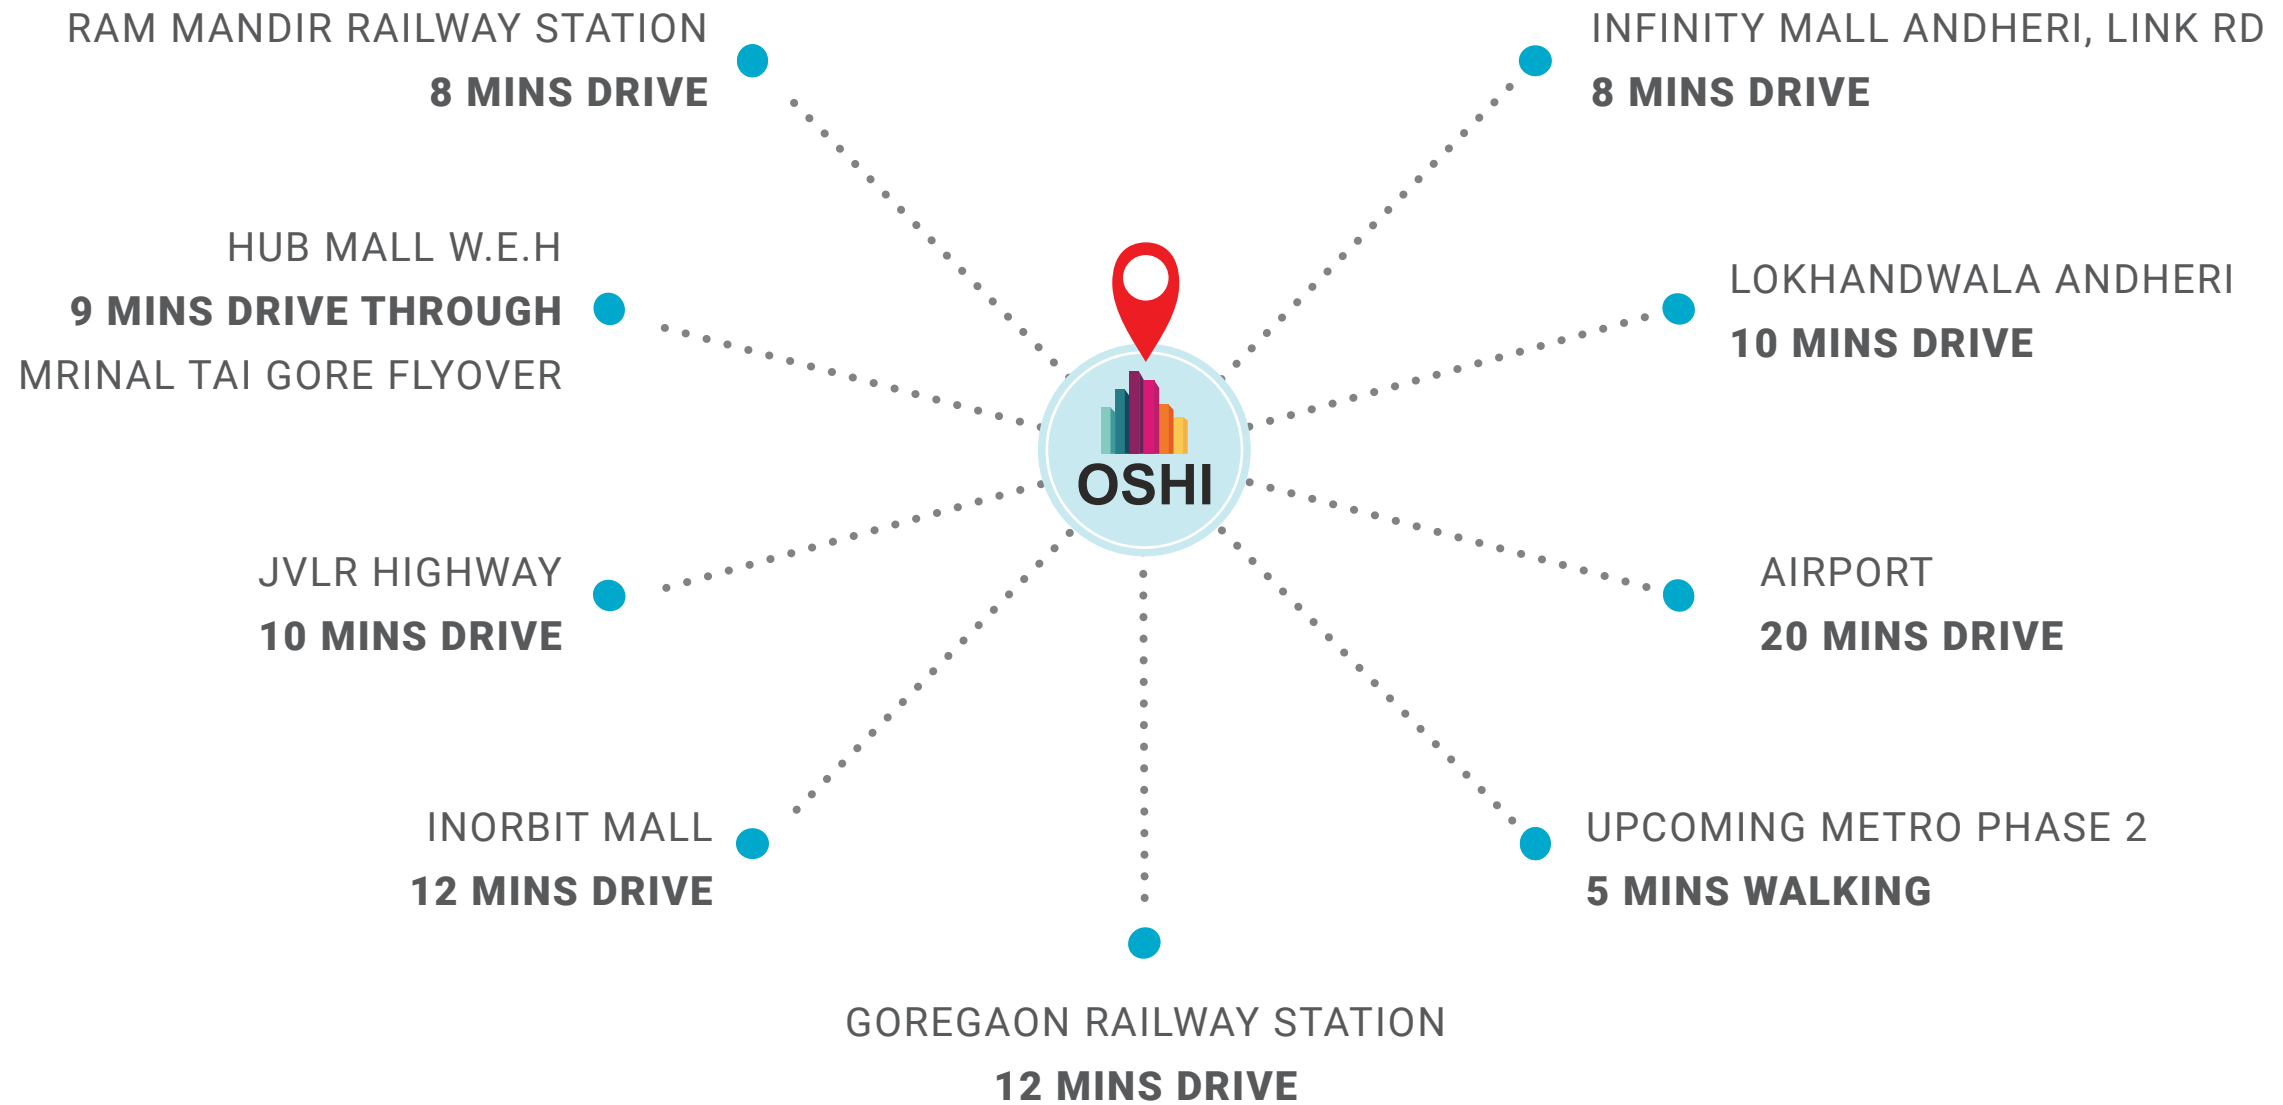 RAM MANDIR RAILWAY STATION
8 MINS DRIVE
INFINITY MALL ANDHERI, LINK RD
8 MINS DRIVE
HUB MALL W.E.H
9 MINS DRIVE THROUGH
MRINAL TAI GORE FLYOVER
LOKHANDWALA ANDHERI
10 MINS DRIVE
OSHI
JVLR HIGHWAY
10 MINS DRIVE
AIRPORT
20 MINS DRIVE
INORBIT MALL
12 MINS DRIVE
UPCOMING METRO PHASE 2
5 MINS WALKING
GOREGAON RAILWAY STATION
12 MINS DRIVE